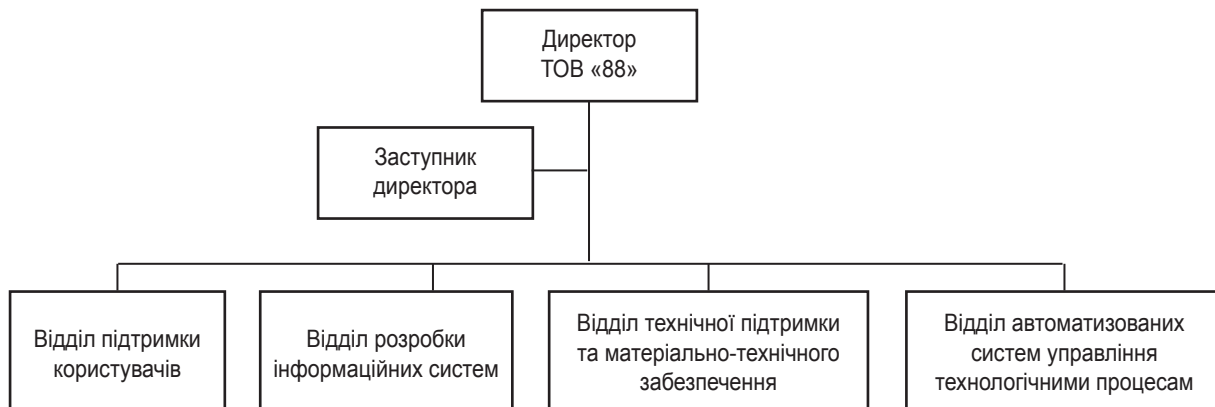 Директор
ТОВ «88»
Заступник
директора
Відділ підтримки
користувачів
Відділ розробки
інформаційних систем
Відділ технічної підтримки
та матеріально-технічного
забезпечення
Відділ автоматизованих
систем управління
технологічними процесам